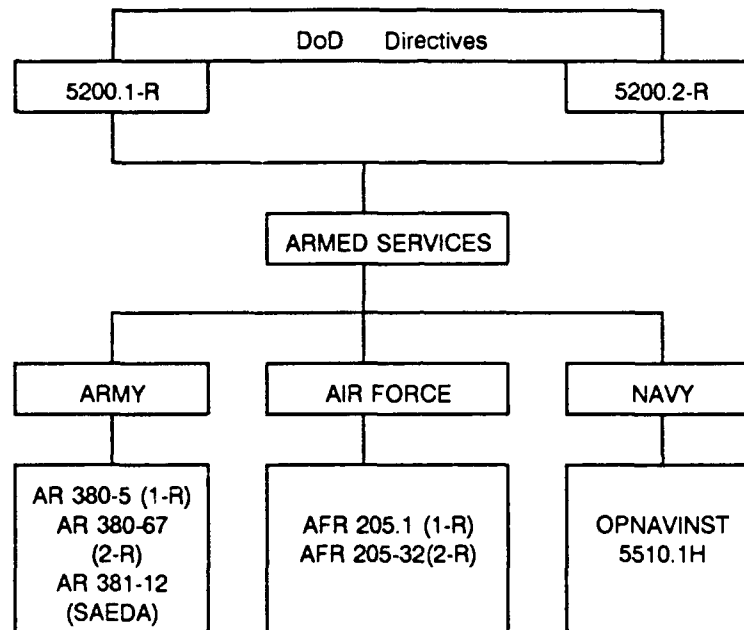 DoD Directives
5200.1-R
5200.2-R
ARMED SERVICES
ARMY
AIR FORCE
NAVY
AR 380-5 (1-R)
AR 380-67
(2-R)
AR 381-12
(SAEDA)
AFR 205.1 (1-R)
AFR 205-32(2-R)
OPNAVINST
5510.1H